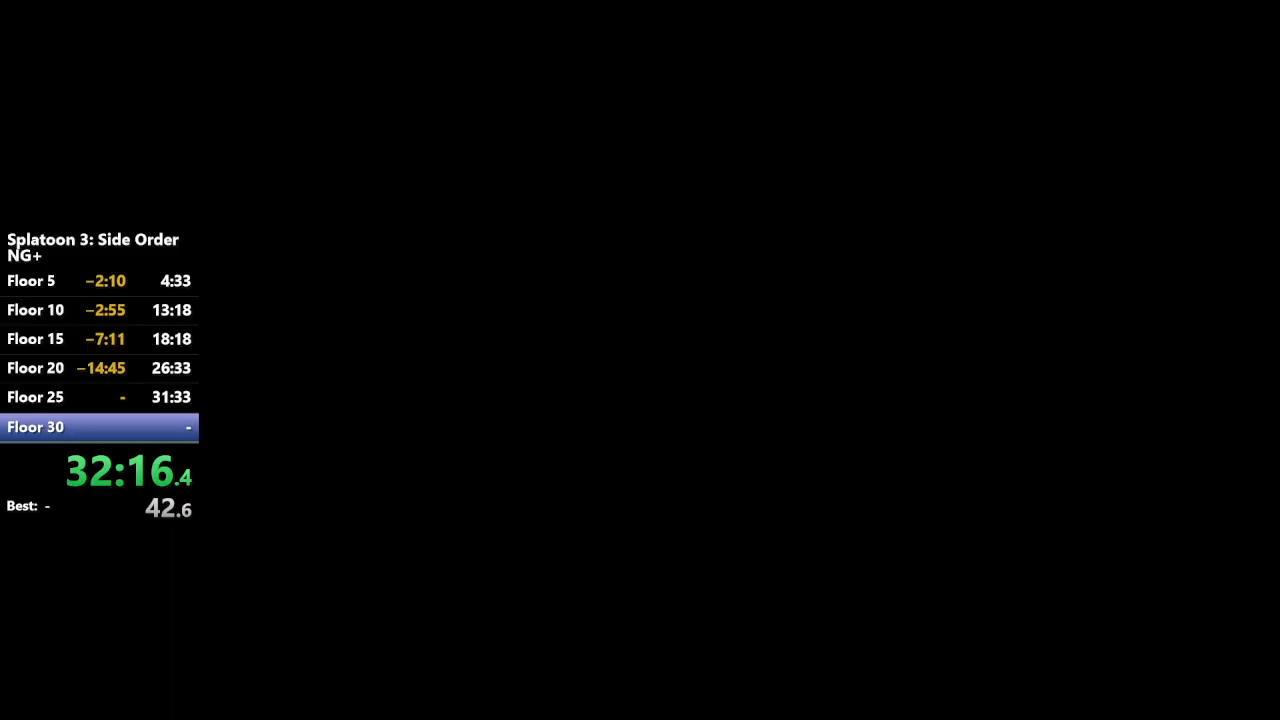 Splatoon 3: Side Order
NG+
Floor 5 −2:10 4:33
Floor 10 −2:55 13:18
Floor 15 −7:11 18:18
Floor 20 −14:45 26:33
Floor 25 - 31:33
Floor 30 -
32:16.4
Best: - 42.6